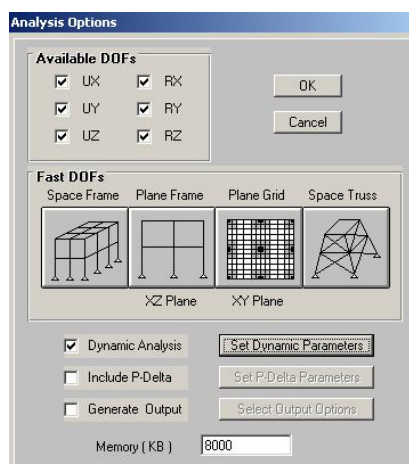 Analysis Options
Available DOFs
UX RX
UY RY
UZ RZ
OK
Cancel
Fast DOFs
Space Frame Plane Frame Plane Grid Space Truss
XZ Plane XY Plane
Dynamic Analysis Set Dynamic Parameters
Include P-Delta Set P-Delta Parameters
Generate Output Select Output Options
Memory ( KB ) 8000